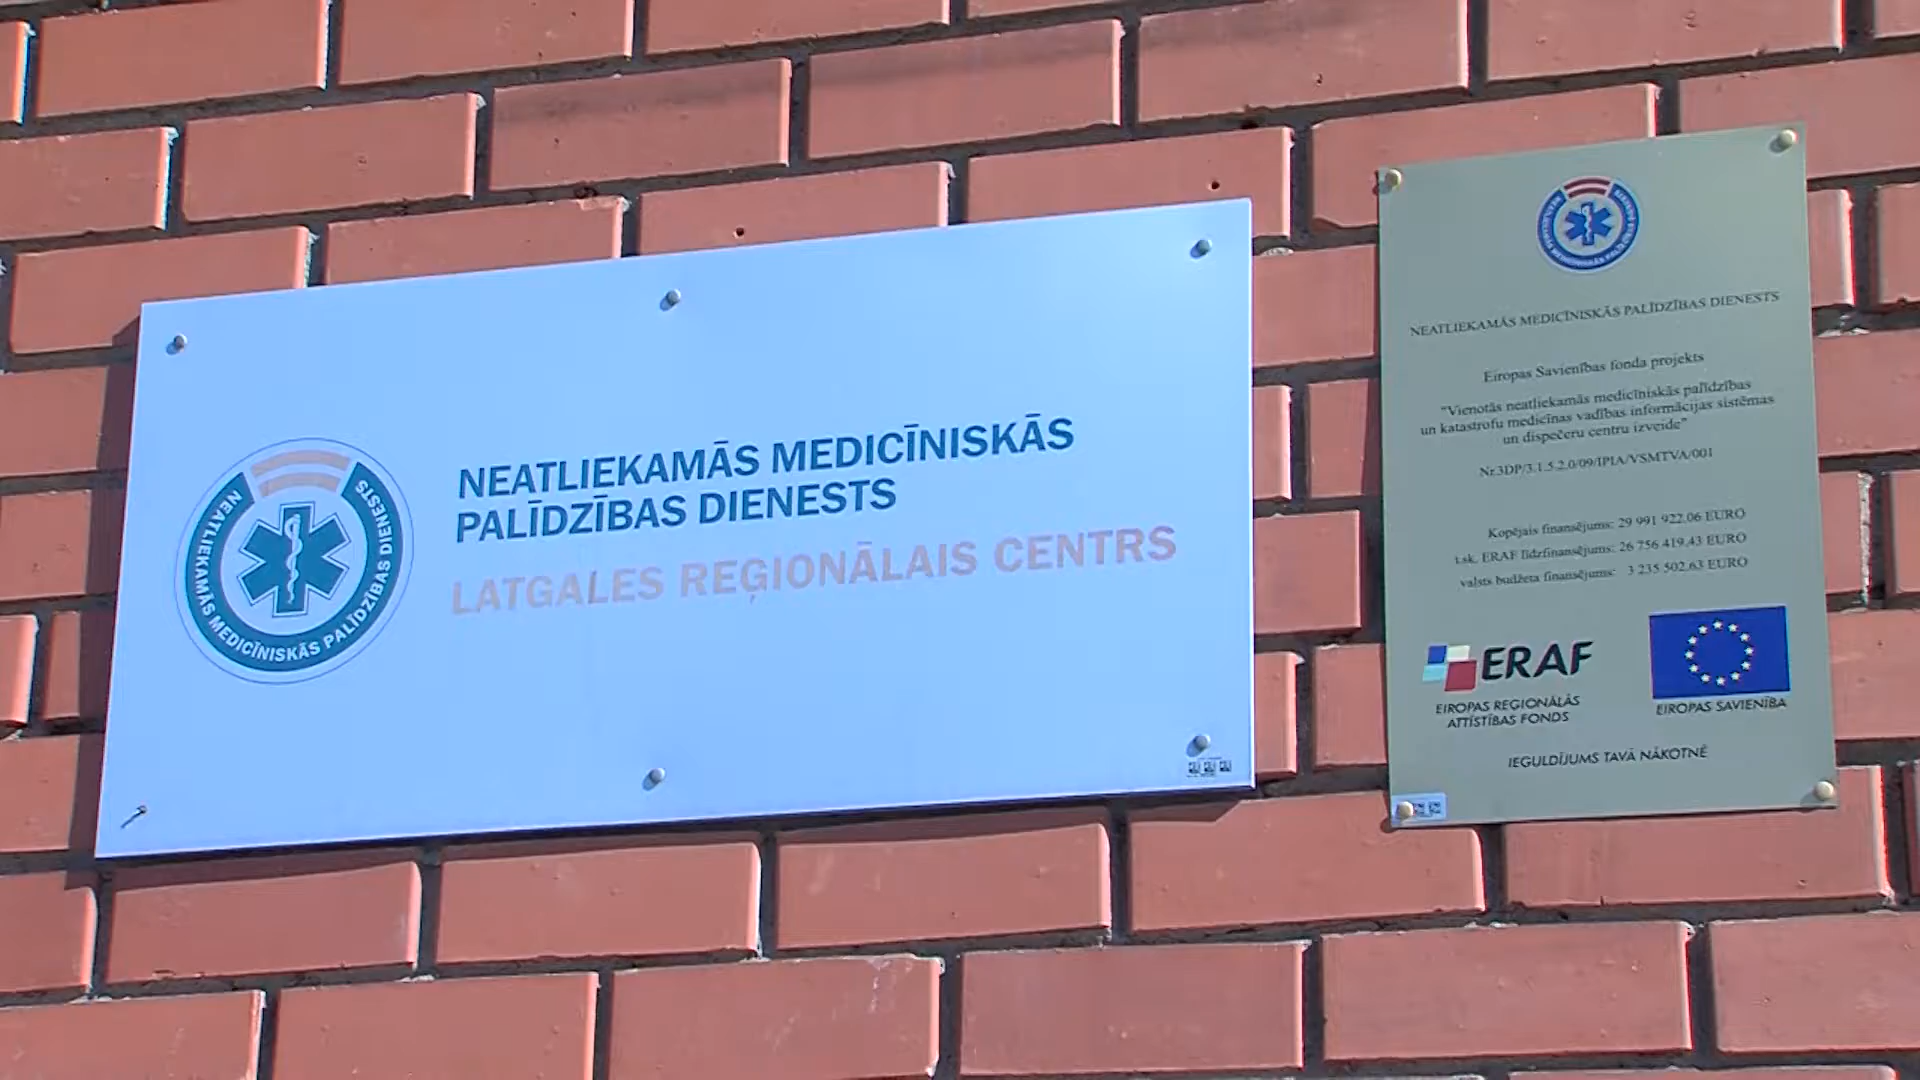 NEATLIEKAMĀS MEDICĪNISKĀS PALĪDZĪBAS DIENESTS
NEATLIEKAMĀS MEDICĪNISKĀS
PALĪDZĪBAS DIENESTS
LATGALES REĢIONĀLAIS CENTRS
NEATLIEKAMĀS MEDICĪNISKĀS PALĪDZĪBAS DIENESTS
NEATLIEKAMĀS MEDICĪNISKĀS PALĪDZĪBAS DIENESTS
Eiropas Savienības fonda projekts
"Vienotās neatliekamās medicīniskās palīdzības
un katastrofu medicīnas vadības informācijas sistēmas
un dispečeru centru izveide"
Nr.3DP/3.1.5.2.0/09/IPIA/VSMTVA/001
Kopējais finansējums: 29 991 922.06 EURO
t.sk. ERAF līdzfinansējums: 26 756 419.43 EURO
valsts budžeta finansējums: 3 235 502.63 EURO
ERAF
EIROPAS REĢIONĀLĀS
ATTĪSTĪBAS FONDS
EIROPAS SAVIENĪBA
IEGULDĪJUMS TAVĀ NĀKOTNĒ